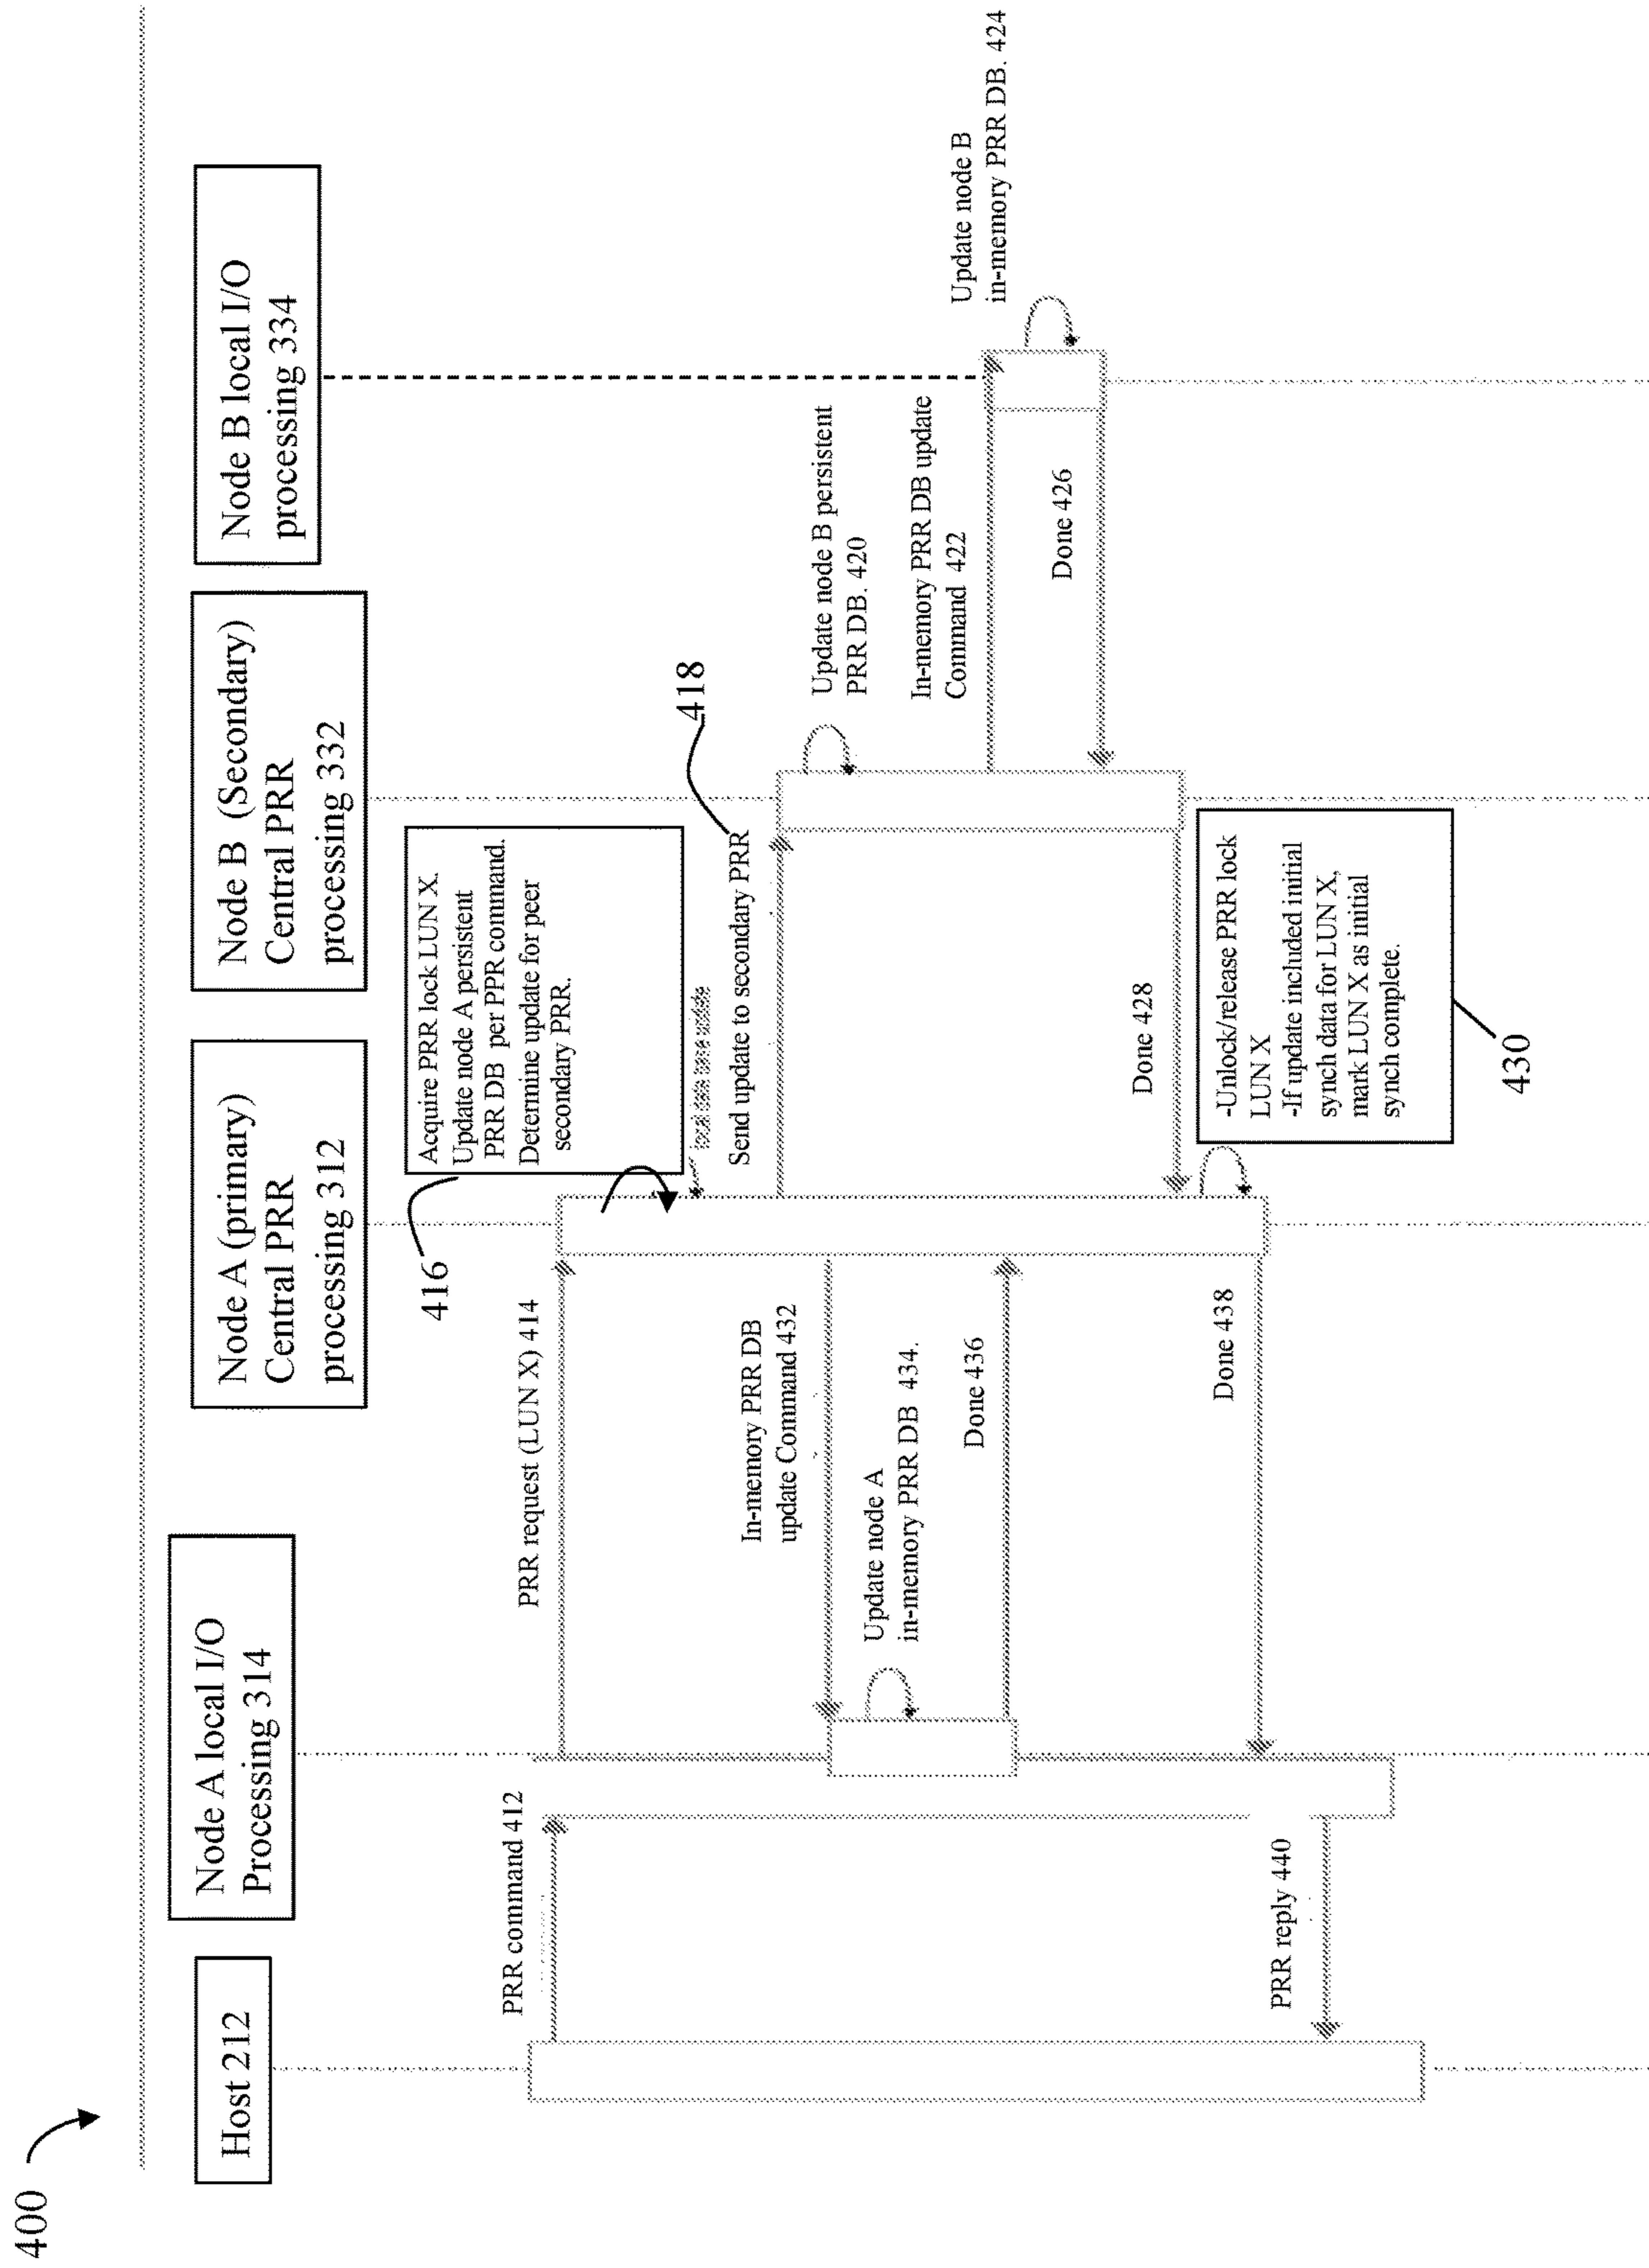 400
Host 212
Node A local I/O
Processing 314
Node A (primary)
Central PRR
processing 312
Node B (Secondary)
Central PRR
processing 332
Node B local I/O
processing 334
PRR command 412
PRR request (LUN X) 414
416
Acquire PRR lock LUN X.
Update node A persistent
PRR DB per PPR command.
Determine update for peer
secondary PRR.
418
Send update to secondary PRR
Update node B persistent
PRR DB. 420
In-memory PRR DB update
Command 422
Update node B
in-memory PRR DB. 424
Done 426
Done 428
-Unlock/release PRR lock
LUN X
-If update included initial
synch data for LUN X,
mark LUN X as initial
synch complete.
430
In-memory PRR DB
update Command 432
Update node A
in-memory PRR DB 434.
Done 436
Done 438
PRR reply 440